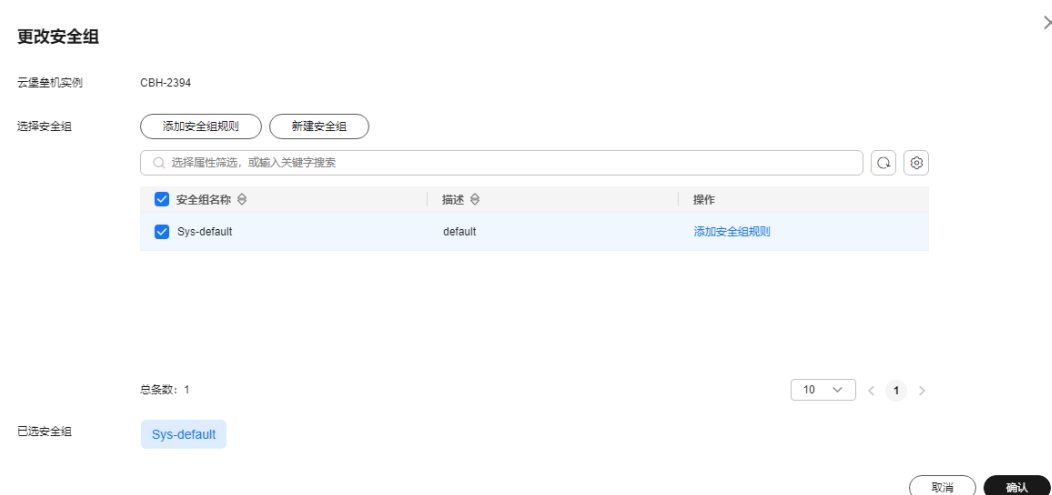 更改安全组
云堡垒机实例 CBH-2394
选择安全组 添加安全组规则 新建安全组
选择属性筛选，或输入关键字搜索
安全组名称 描述 操作
Sys-default default 添加安全组规则
总条数：1 10 1
已选安全组 Sys-default
取消 确认